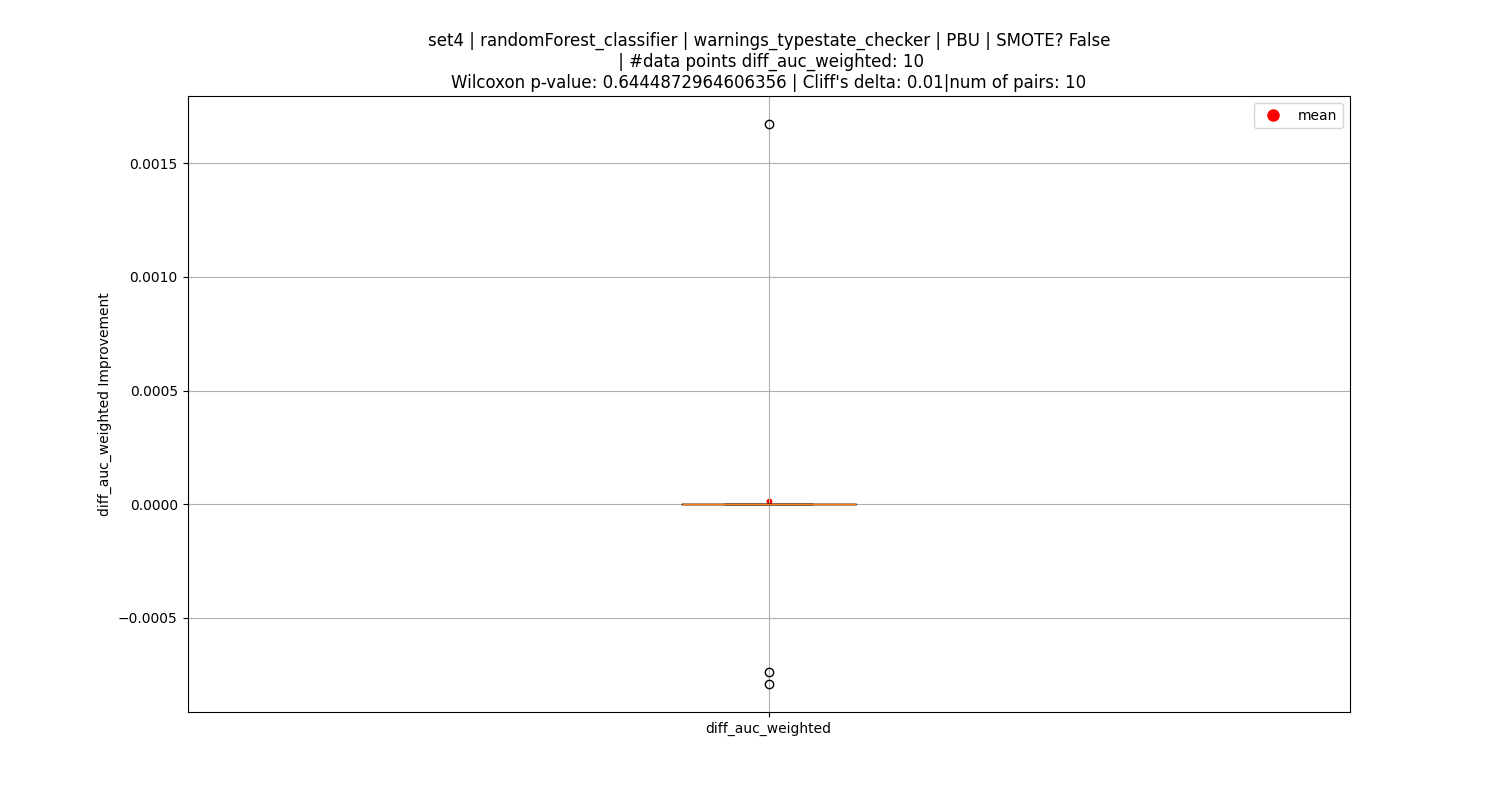 set4 | randomForest_classifier | warnings_typestate_checker | PBU | SMOTE? False
| #data points diff_auc_weighted: 10
Wilcoxon p-value: 0.6444872964606356 | Cliff's delta: 0.01|num of pairs: 10
mean
0.0015
0.0010
0.0005
0.0000
−0.0005
diff_auc_weighted Improvement
diff_auc_weighted